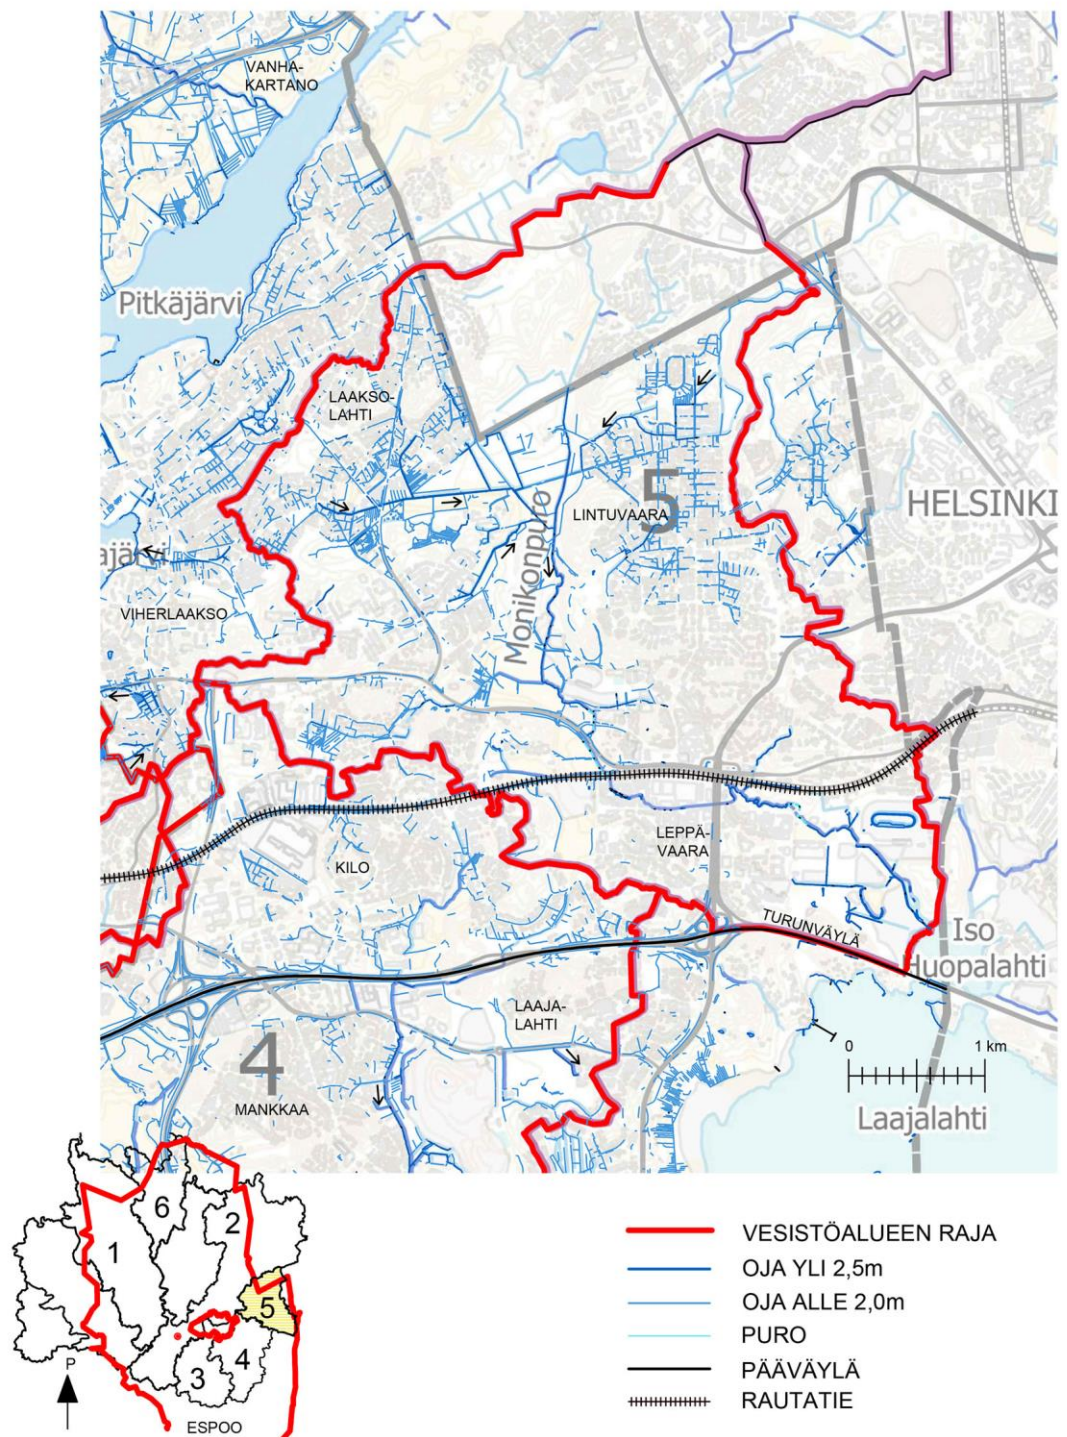 VANHA-
KARTANO
Pitkäjärvi
LAAKSO-
LAHTI
5
HELSINKI
LINTUVAARA
Monikonpuro
ajärvi
VIHERLAAKSO
LEPPÄ-
VAARA
KILO
TURUNVÄYLÄ
Iso
Huopalahti
LAAJA-
LAHTI
0 1 km
4
MANKKAA
Laajalahti
6
2
1
5
4
3
P
ESPOO
VESISTÖALUEEN RAJA
OJA YLI 2,5m
OJA ALLE 2,0m
PURO
PÄÄVÄYLÄ
RAUTATIE